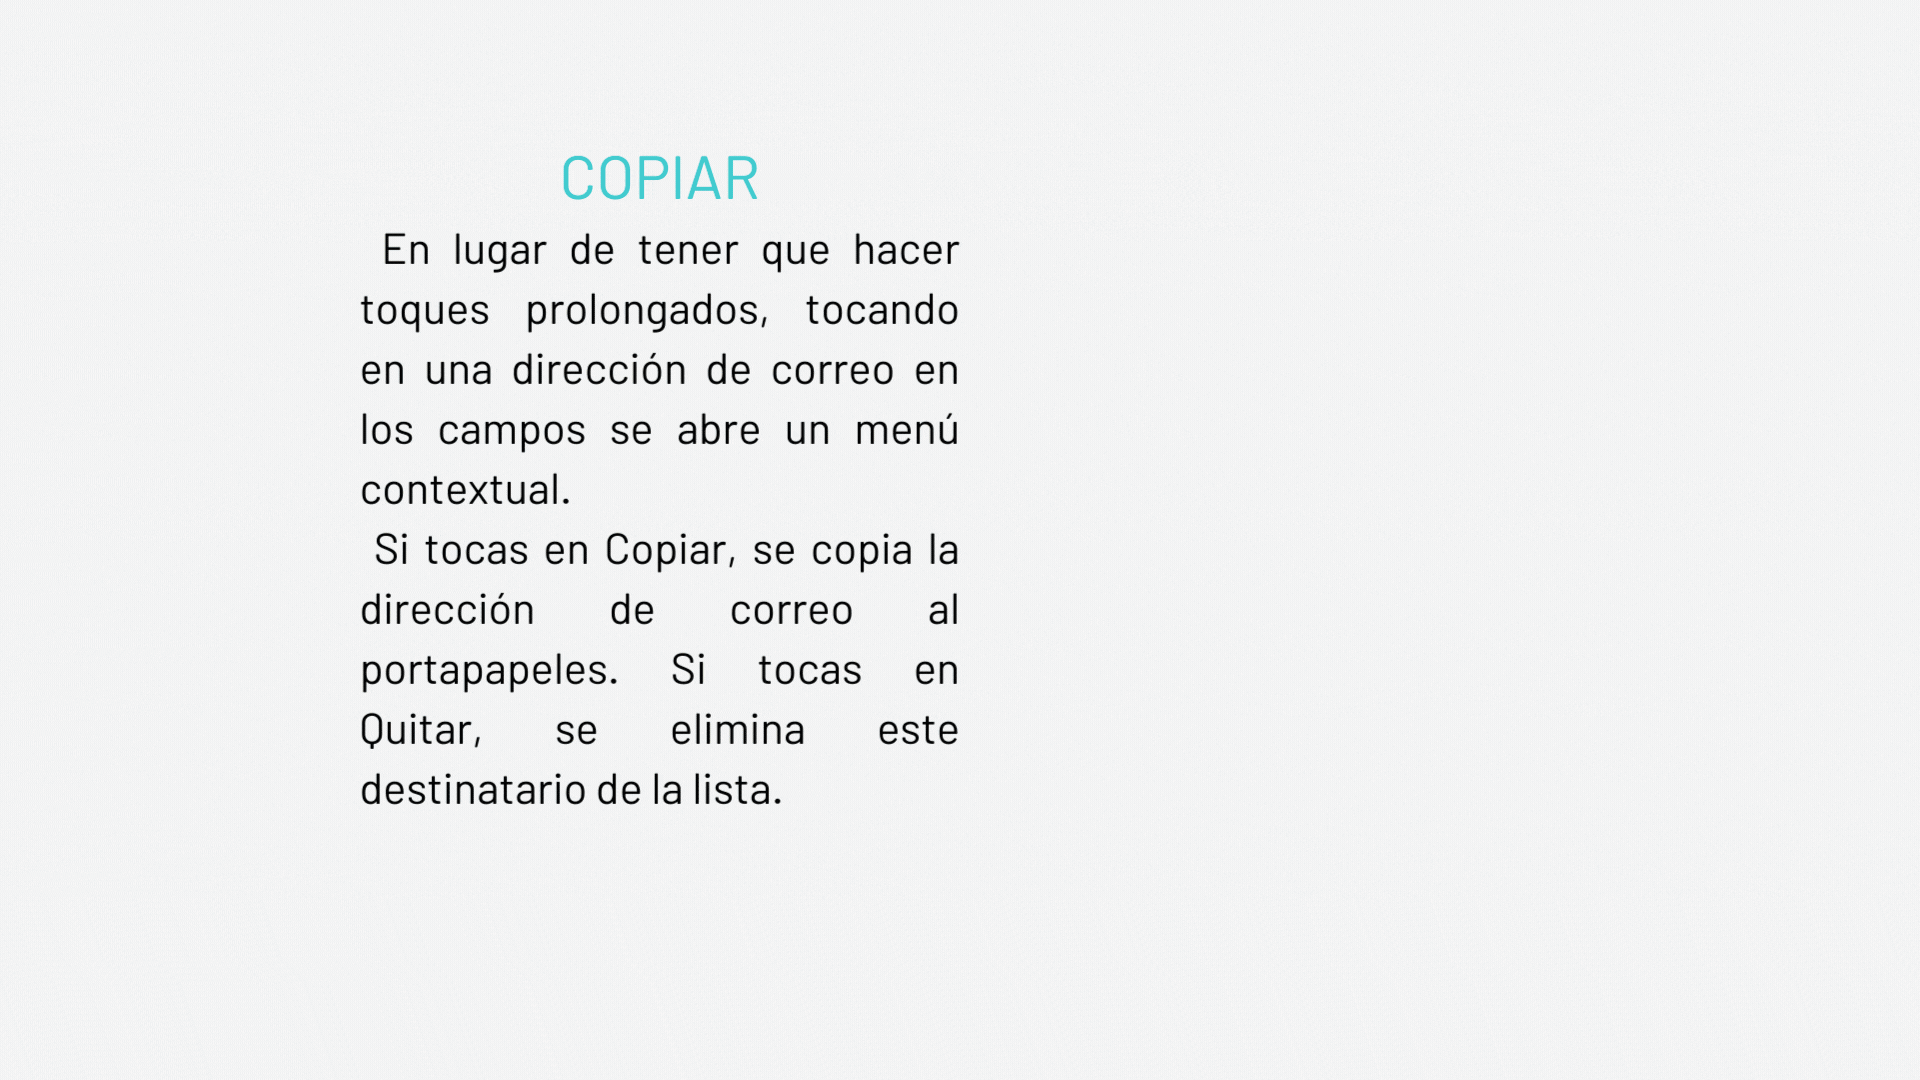 COPIAR
En lugar de tener que hacer
toques prolongados, tocando
en una dirección de correo en
los campos se abre un menú
contextual.
Si tocas en Copiar, se copia la
dirección de correo al
portapapeles. Si tocas en
Quitar, se elimina este
destinatario de la lista.